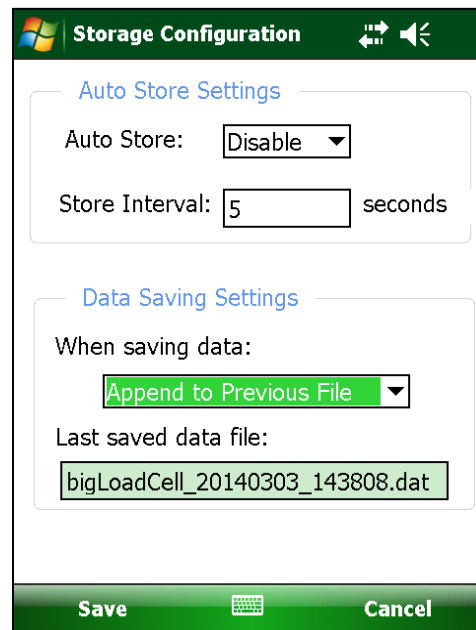 Storage Configuration
Auto Store Settings
Auto Store: Disable
Store Interval: 5 seconds
Data Saving Settings
When saving data:
Append to Previous File
Last saved data file:
bigLoadCell_20140303_143808.dat
Save Cancel